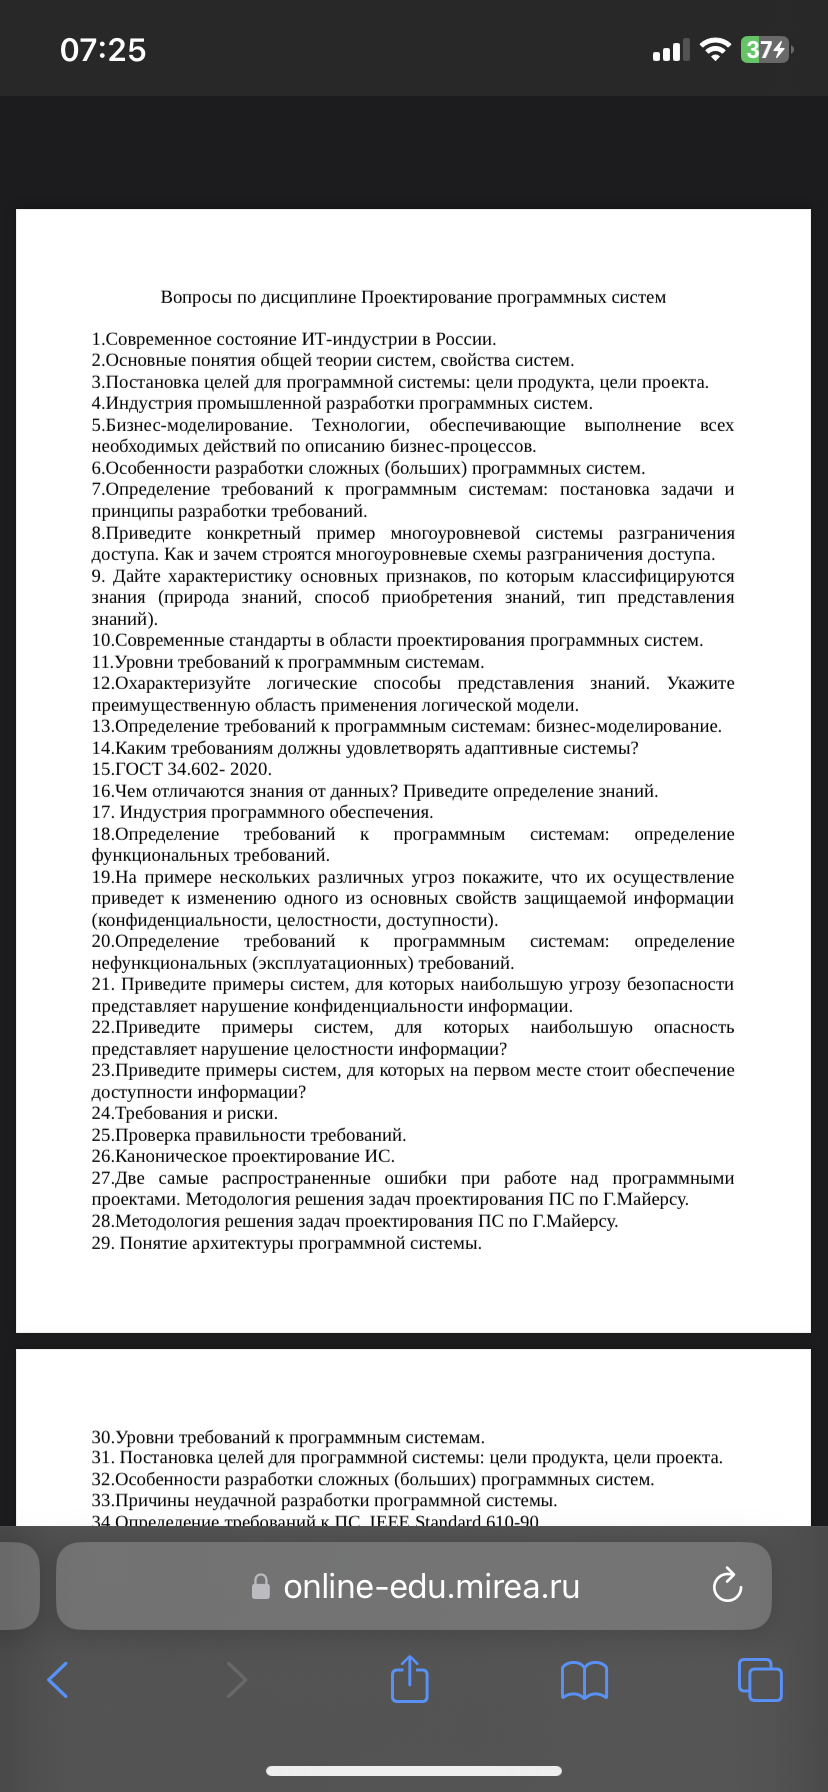 07:25
37
Вопросы по дисциплине Проектирование программных систем
1.Современное состояние ИТ-индустрии в России.
2.Основные понятия общей теории систем, свойства систем.
3.Постановка целей для программной системы: цели продукта, цели проекта.
4.Индустрия промышленной разработки программных систем.
5.Бизнес-моделирование. Технологии, обеспечивающие выполнение всех
необходимых действий по описанию бизнес-процессов.
6.Особенности разработки сложных (больших) программных систем.
7.Определение требований к программным системам: постановка задачи и
принципы разработки требований.
8.Приведите конкретный пример многоуровневой системы разграничения
доступа. Как и зачем строятся многоуровневые схемы разграничения доступа.
9. Дайте характеристику основных признаков, по которым классифицируются
знания (природа знаний, способ приобретения знаний, тип представления
знаний).
10.Современные стандарты в области проектирования программных систем.
11.Уровни требований к программным системам.
12.Охарактеризуйте логические способы представления знаний. Укажите
преимущественную область применения логической модели.
13.Определение требований к программным системам: бизнес-моделирование.
14.Каким требованиям должны удовлетворять адаптивные системы?
15.ГОСТ 34.602- 2020.
16.Чем отличаются знания от данных? Приведите определение знаний.
17. Индустрия программного обеспечения.
18.Определение требований к программным системам: определение
функциональных требований.
19.На примере нескольких различных угроз покажите, что их осуществление
приведет к изменению одного из основных свойств защищаемой информации
(конфиденциальности, целостности, доступности).
20.Определение требований к программным системам: определение
нефункциональных (эксплуатационных) требований.
21. Приведите примеры систем, для которых наибольшую угрозу безопасности
представляет нарушение конфиденциальности информации.
22.Приведите примеры систем, для которых наибольшую опасность
представляет нарушение целостности информации?
23.Приведите примеры систем, для которых на первом месте стоит обеспечение
доступности информации?
24.Требования и риски.
25.Проверка правильности требований.
26.Каноническое проектирование ИС.
27.Две самые распространенные ошибки при работе над программными
проектами. Методология решения задач проектирования ПС по Г.Майерсу.
28.Методология решения задач проектирования ПС по Г.Майерсу.
29. Понятие архитектуры программной системы.
30.Уровни требований к программным системам.
31. Постановка целей для программной системы: цели продукта, цели проекта.
32.Особенности разработки сложных (больших) программных систем.
33.Причины неудачной разработки программной системы.
34.Определение требований к ПС. IEEE Standard 610-90
online-edu.mirea.ru